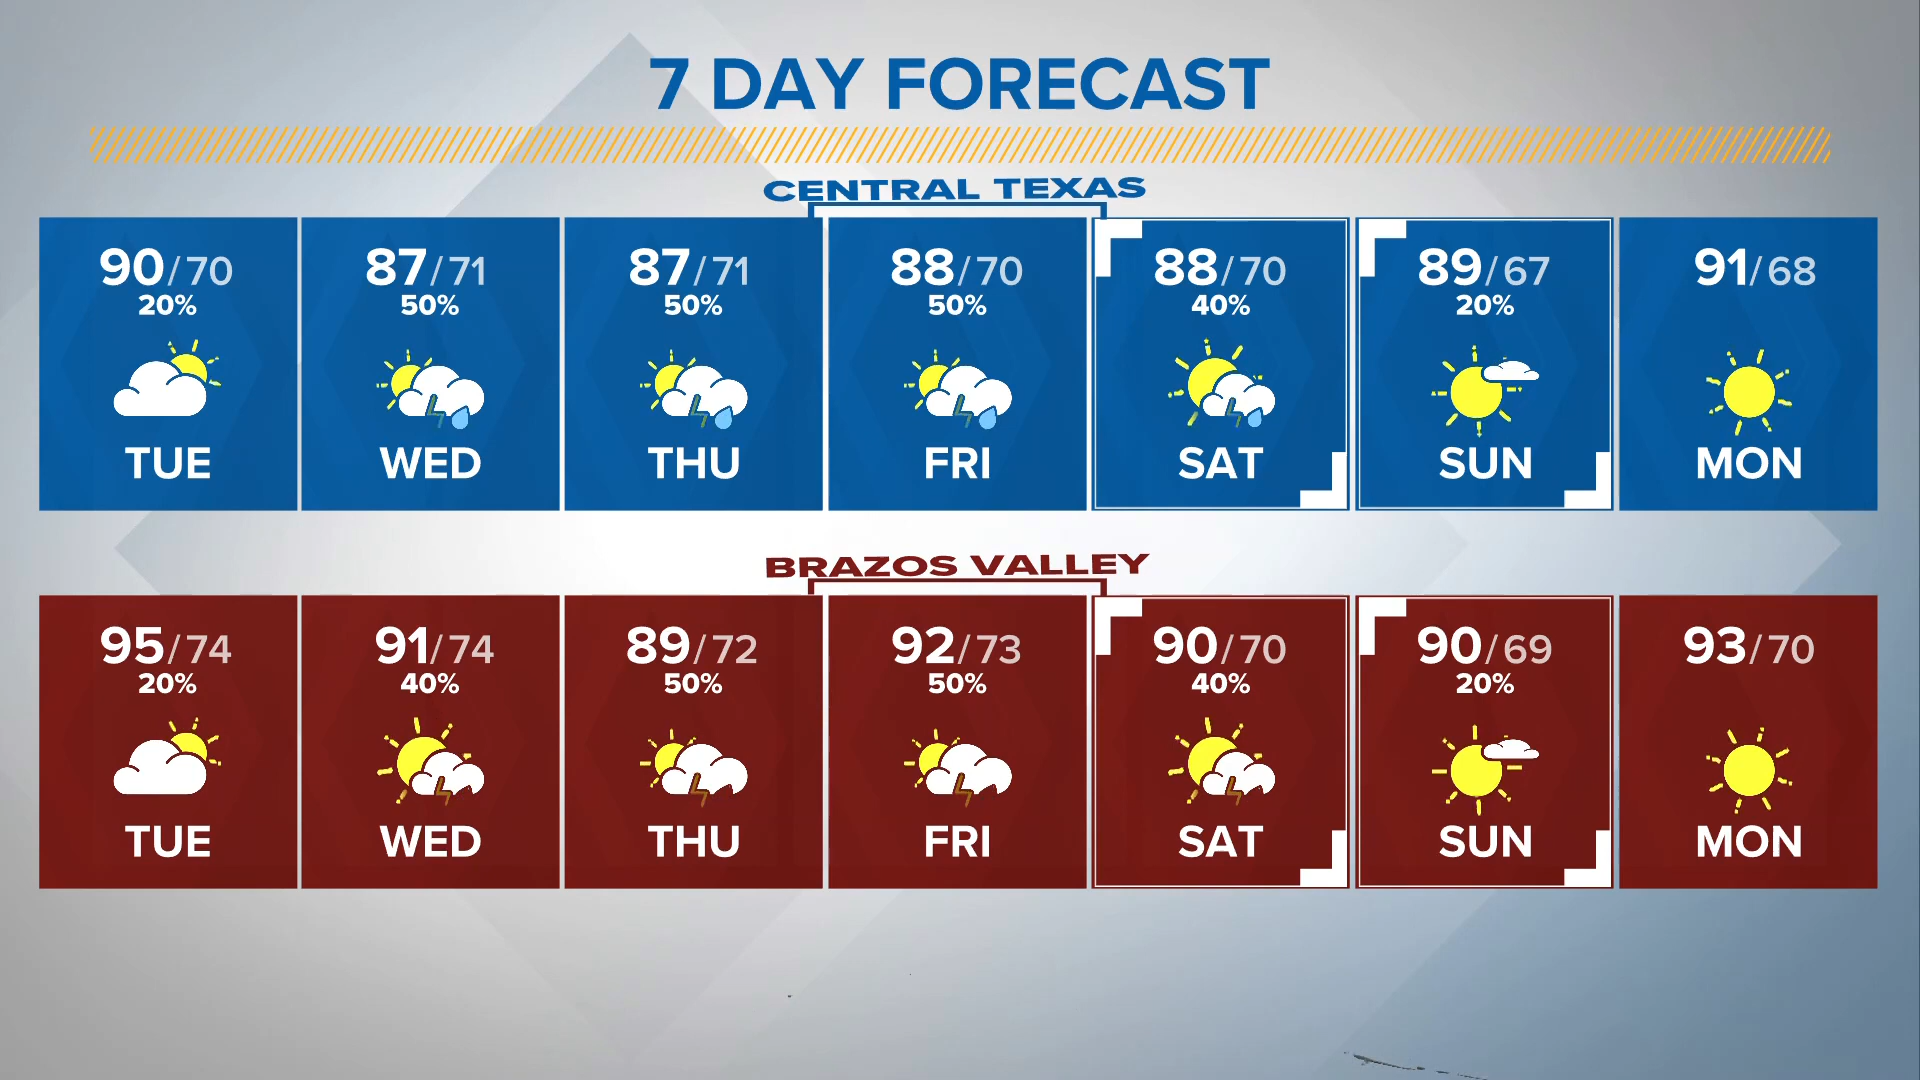 7 DAY FORECAST
CENTRAL TEXAS
90/70 87/71 87/71 88/70 88/70 89/67 91/68
20% 50% 50% 50% 40% 20%
TUE WED THU FRI SAT SUN MON
BRAZOS VALLEY
95/74 91/74 89/72 92/73 90/70 90/69 93/70
20% 40% 50% 50% 40% 20%
TUE WED THU FRI SAT SUN MON